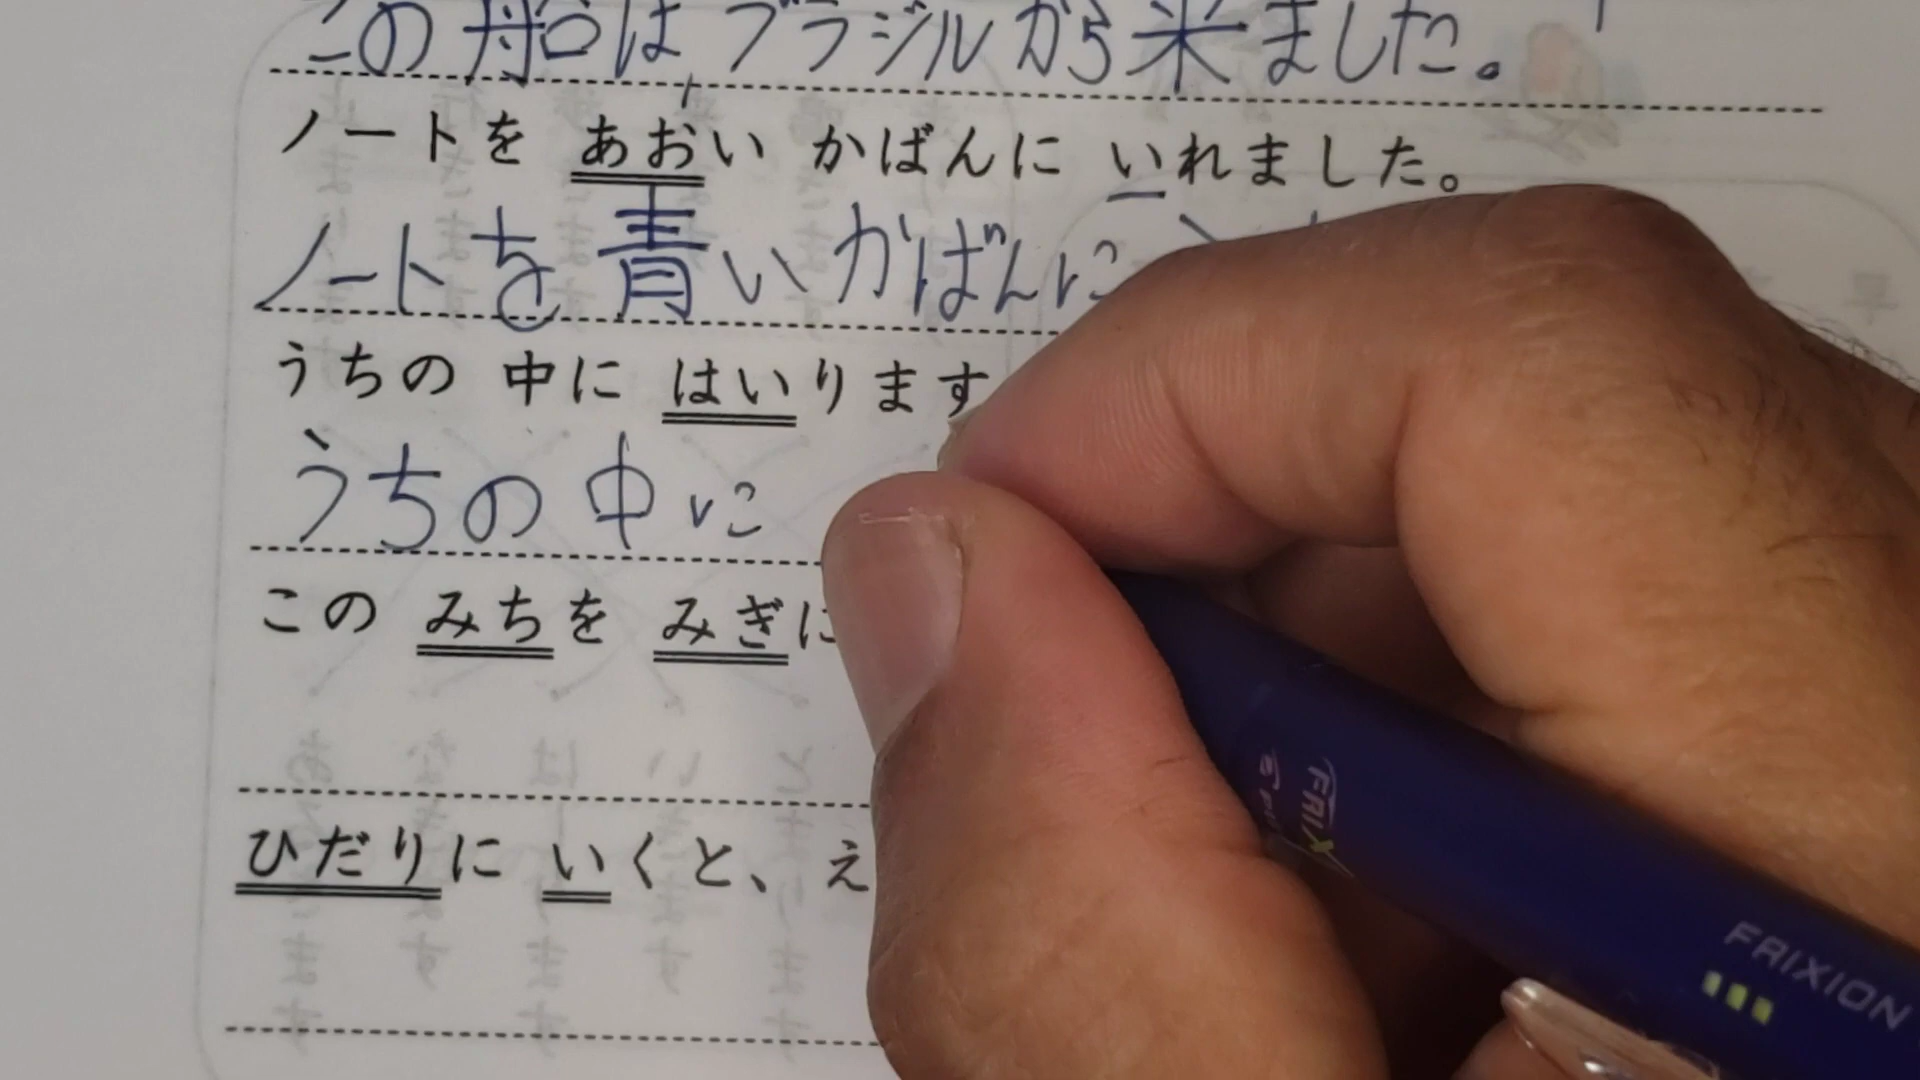 この船はブラジルから来ました。
ノートを あおい かばんに いれました。
ノートを青いかばんに
うちの 中に はいります
うちの中に
この みちを みぎに
ひだりに いくと、え
FRIXION
FRIXION